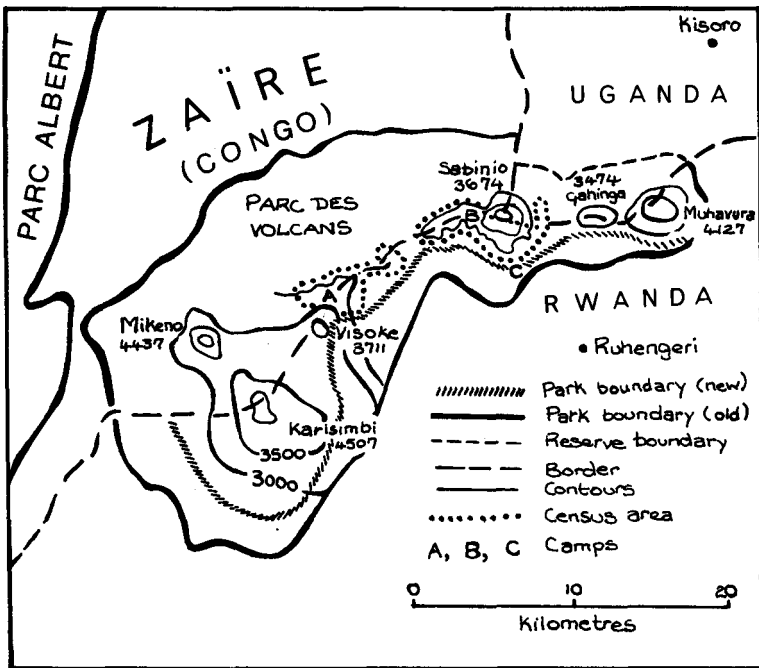 Kisoro
PARC ALBERT
ZAÏRE
(CONGO)
UGANDA
Sabinio
3674
3474
Gahinga
PARC DES
VOLCANS
B
Muhavura
4127
C
A
RWANDA
Mikeno
4437
Visoke
3711
Ruhengeri
Karisimbi
4507
3500
3000
Park boundary (new)
Park boundary (old)
Reserve boundary
Border
Contours
Census area
A, B, C Camps
0 10 20
Kilometres